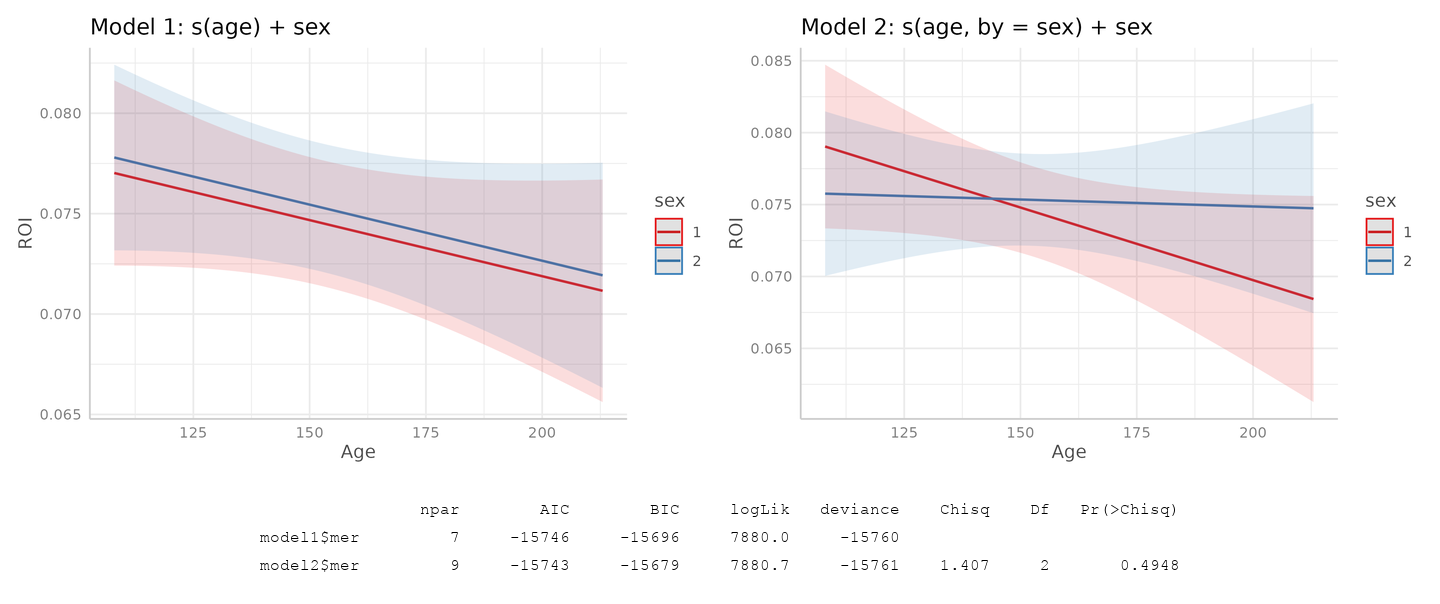 Model 1: s(age) + sex
0.080
0.075
0.070
0.065
ROI
125 150 175 200
Age
sex
1
2
Model 2: s(age, by = sex) + sex
0.085
0.080
0.075
0.070
0.065
ROI
125 150 175 200
Age
sex
1
2
npar AIC BIC logLik deviance Chisq Df Pr(>Chisq)
model1$mer 7 -15746 -15696 7880.0 -15760
model2$mer 9 -15743 -15679 7880.7 -15761 1.407 2 0.4948